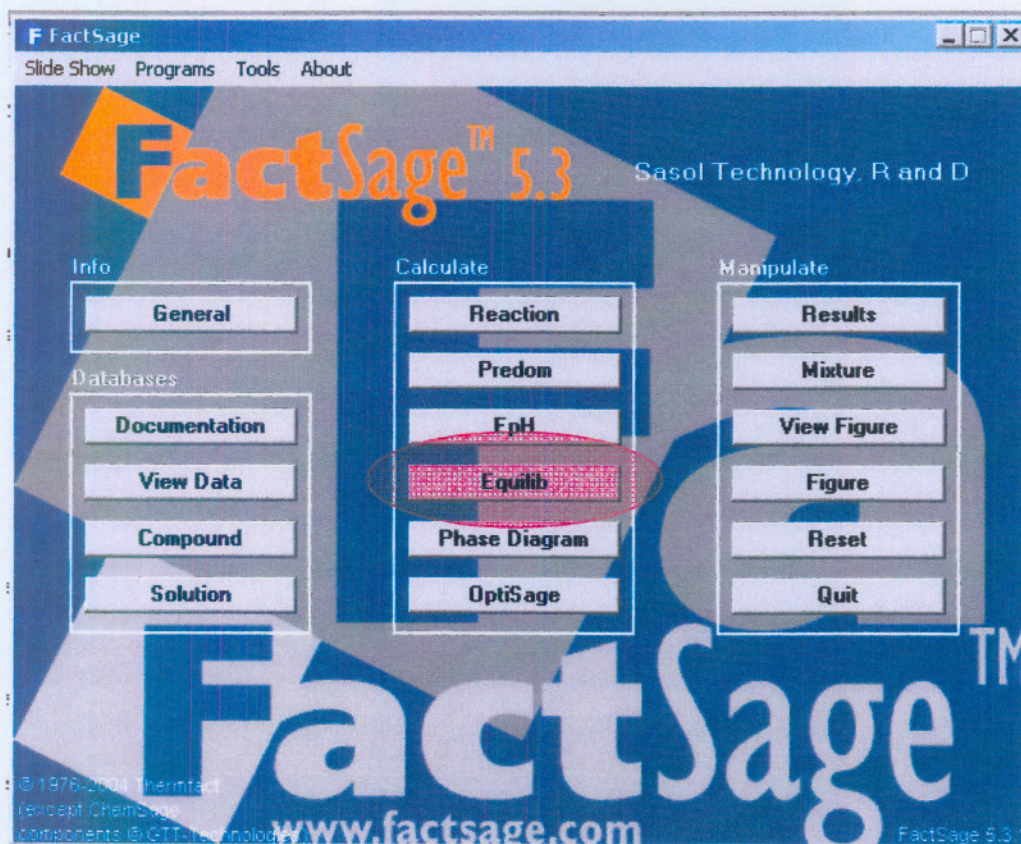 F FactSage
Slide Show Programs Tools About
FactSage™ 5.3
Sasol Technology, R and D
Info
General
Databases
Documentation
View Data
Compound
Solution
Calculate
Reaction
Predom
EpH
Equilib
Phase Diagram
OptiSage
Manipulate
Results
Mixture
View Figure
Figure
Reset
Quit
Fa
FactSage™
© 1976-2004 Thermfact
(except ChemSage
components © GTT-Technologies)
www.factsage.com
FactSage 5.3.1